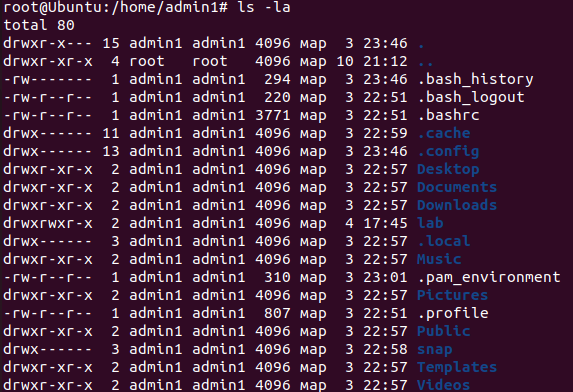 root@Ubuntu:/home/admin1# ls -la
total 80
drwxr-x--- 15 admin1 admin1 4096 мар  3 23:46 .
drwxr-xr-x  4 root   root   4096 мар 10 21:12 ..
-rw-------  1 admin1 admin1  294 мар  3 23:46 .bash_history
-rw-r--r--  1 admin1 admin1  220 мар  3 22:51 .bash_logout
-rw-r--r--  1 admin1 admin1 3771 мар  3 22:51 .bashrc
drwx------ 11 admin1 admin1 4096 мар  3 22:59 .cache
drwx------ 13 admin1 admin1 4096 мар  3 23:46 .config
drwxr-xr-x  2 admin1 admin1 4096 мар  3 22:57 Desktop
drwxr-xr-x  2 admin1 admin1 4096 мар  3 22:57 Documents
drwxr-xr-x  2 admin1 admin1 4096 мар  3 22:57 Downloads
drwxrwxr-x  2 admin1 admin1 4096 мар  4 17:45 lab
drwx------  3 admin1 admin1 4096 мар  3 22:57 .local
drwxr-xr-x  2 admin1 admin1 4096 мар  3 22:57 Music
-rw-r--r--  1 admin1 admin1  310 мар  3 23:01 .pam_environment
drwxr-xr-x  2 admin1 admin1 4096 мар  3 22:57 Pictures
-rw-r--r--  1 admin1 admin1  807 мар  3 22:51 .profile
drwxr-xr-x  2 admin1 admin1 4096 мар  3 22:57 Public
drwx------  3 admin1 admin1 4096 мар  3 22:58 snap
drwxr-xr-x  2 admin1 admin1 4096 мар  3 22:57 Templates
drwxr-xr-x  2 admin1 admin1 4096 мар  3 22:57 Videos